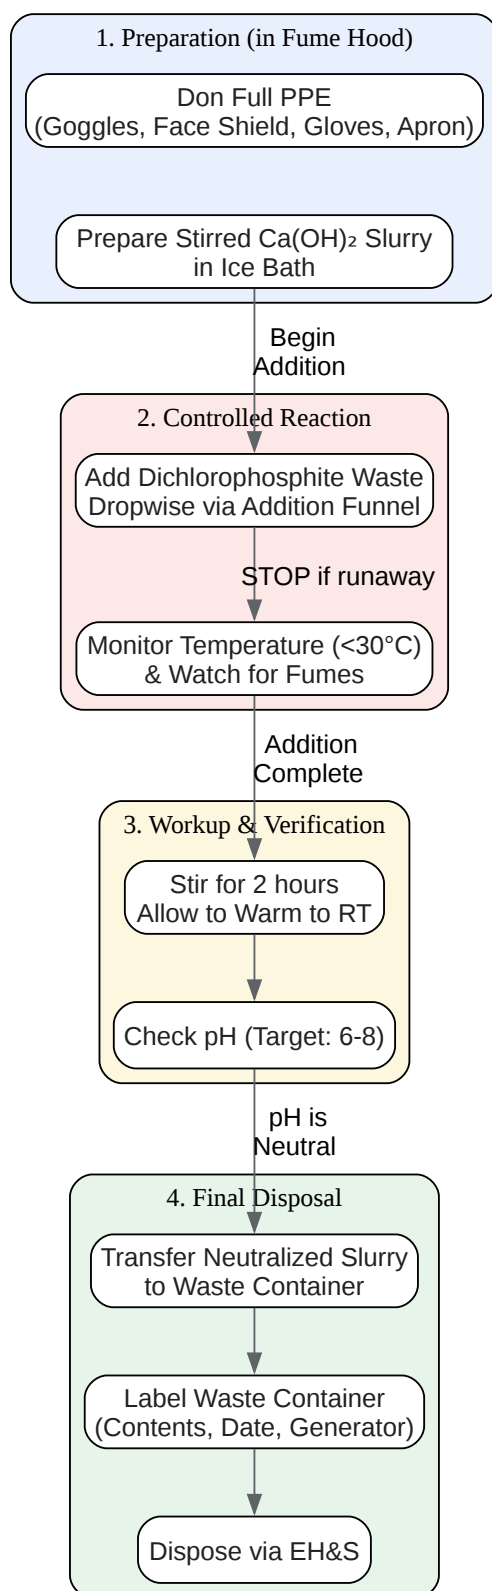 1. Preparation (in Fume Hood)
Don Full PPE
(Goggles, Face Shield, Gloves, Apron)
Prepare Stirred Ca(OH)₂ Slurry
in Ice Bath
Begin
Addition
2. Controlled Reaction
Add Dichlorophosphite Waste
Dropwise via Addition Funnel
STOP if runaway
Monitor Temperature (<30°C)
& Watch for Fumes
Addition
Complete
3. Workup & Verification
Stir for 2 hours
Allow to Warm to RT
Check pH (Target: 6-8)
pH is
Neutral
4. Final Disposal
Transfer Neutralized Slurry
to Waste Container
Label Waste Container
(Contents, Date, Generator)
Dispose via EH&S